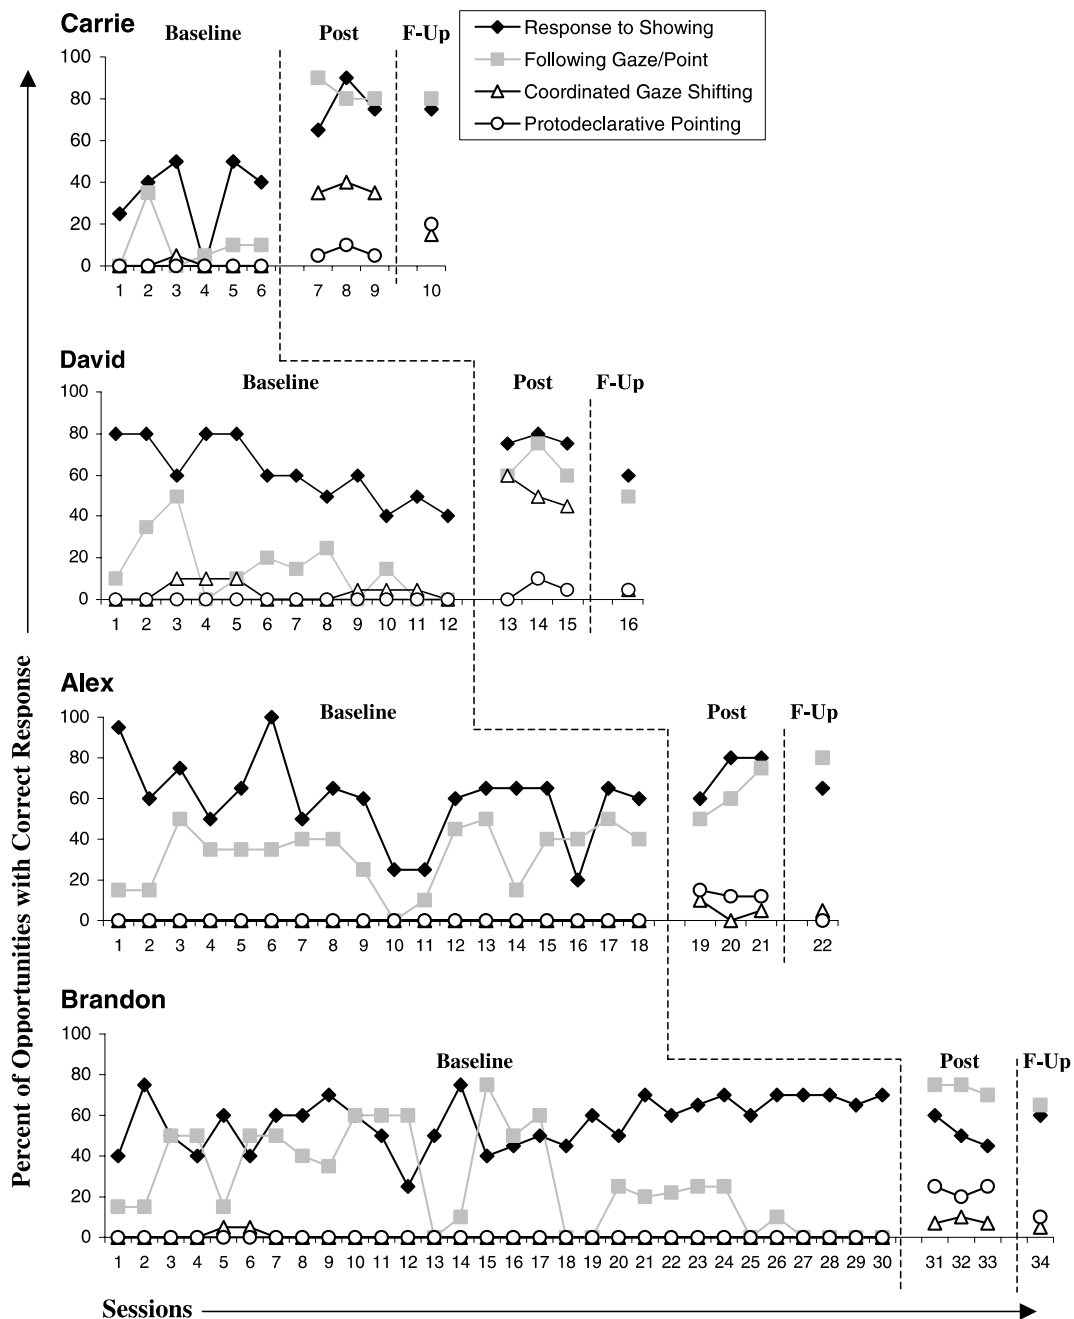 Carrie
Baseline Post F-Up
Response to Showing
Following Gaze/Point
Coordinated Gaze Shifting
Protodeclarative Pointing
100
80
60
40
20
0
1 2 3 4 5 6 7 8 9 10
David
Baseline Post F-Up
100
80
60
40
20
0
1 2 3 4 5 6 7 8 9 10 11 12 13 14 15 16
Alex
Baseline Post F-Up
100
80
60
40
20
0
1 2 3 4 5 6 7 8 9 10 11 12 13 14 15 16 17 18 19 20 21 22
Brandon
Baseline Post F-Up
100
80
60
40
20
0
1 2 3 4 5 6 7 8 9 10 11 12 13 14 15 16 17 18 19 20 21 22 23 24 25 26 27 28 29 30 31 32 33 34
Percent of Opportunities with Correct Response
Sessions